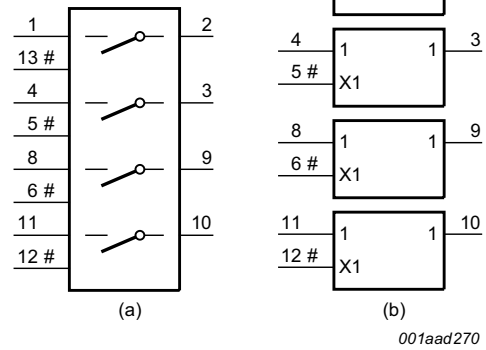 1 2
13 #
4 3
5 #
8 9
6 #
11 10
12 #
(a)
4 1 1 3
5 # X1
8 1 1 9
6 # X1
11 1 1 10
12 # X1
(b)
001aad270